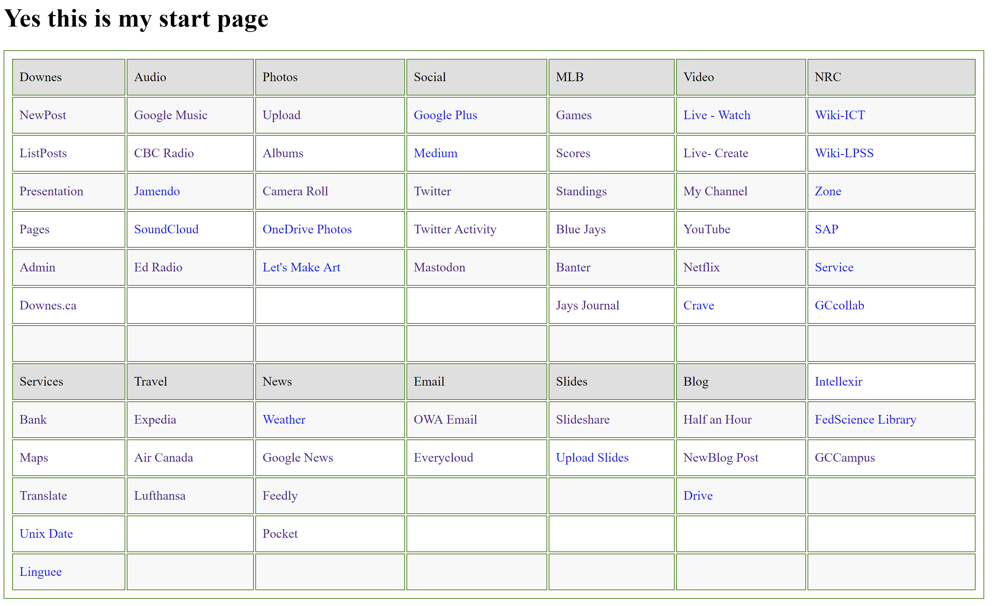 Yes this is my start page
Downes Audio Photos Social MLB Video NRC
NewPost Google Music Upload Google Plus Games Live - Watch Wiki-ICT
ListPosts CBC Radio Albums Medium Scores Live- Create Wiki-LPSS
Presentation Jamendo Camera Roll Twitter Standings My Channel Zone
Pages SoundCloud OneDrive Photos Twitter Activity Blue Jays YouTube SAP
Admin Ed Radio Let's Make Art Mastodon Banter Netflix Service
Downes.ca Jays Journal Crave GCcollab
Services Travel News Email Slides Blog Intellexir
Bank Expedia Weather OWA Email Slideshare Half an Hour FedScience Library
Maps Air Canada Google News Everycloud Upload Slides NewBlog Post GCCampus
Translate Lufthansa Feedly Drive
Unix Date Pocket
Linguee